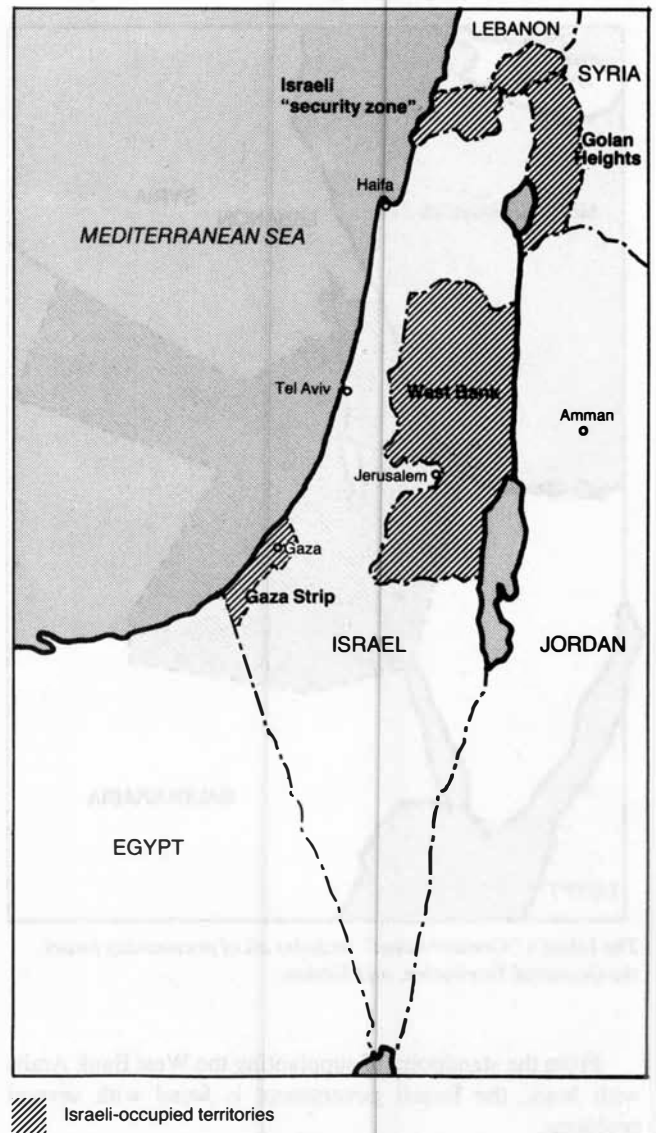 LEBANON
SYRIA
Israeli
"security zone"
Golan
Heights
Haifa
MEDITERRANEAN SEA
Tel Aviv
West Bank
Amman
Jerusalem
Gaza
Gaza Strip
ISRAEL
JORDAN
EGYPT
Israeli-occupied territories